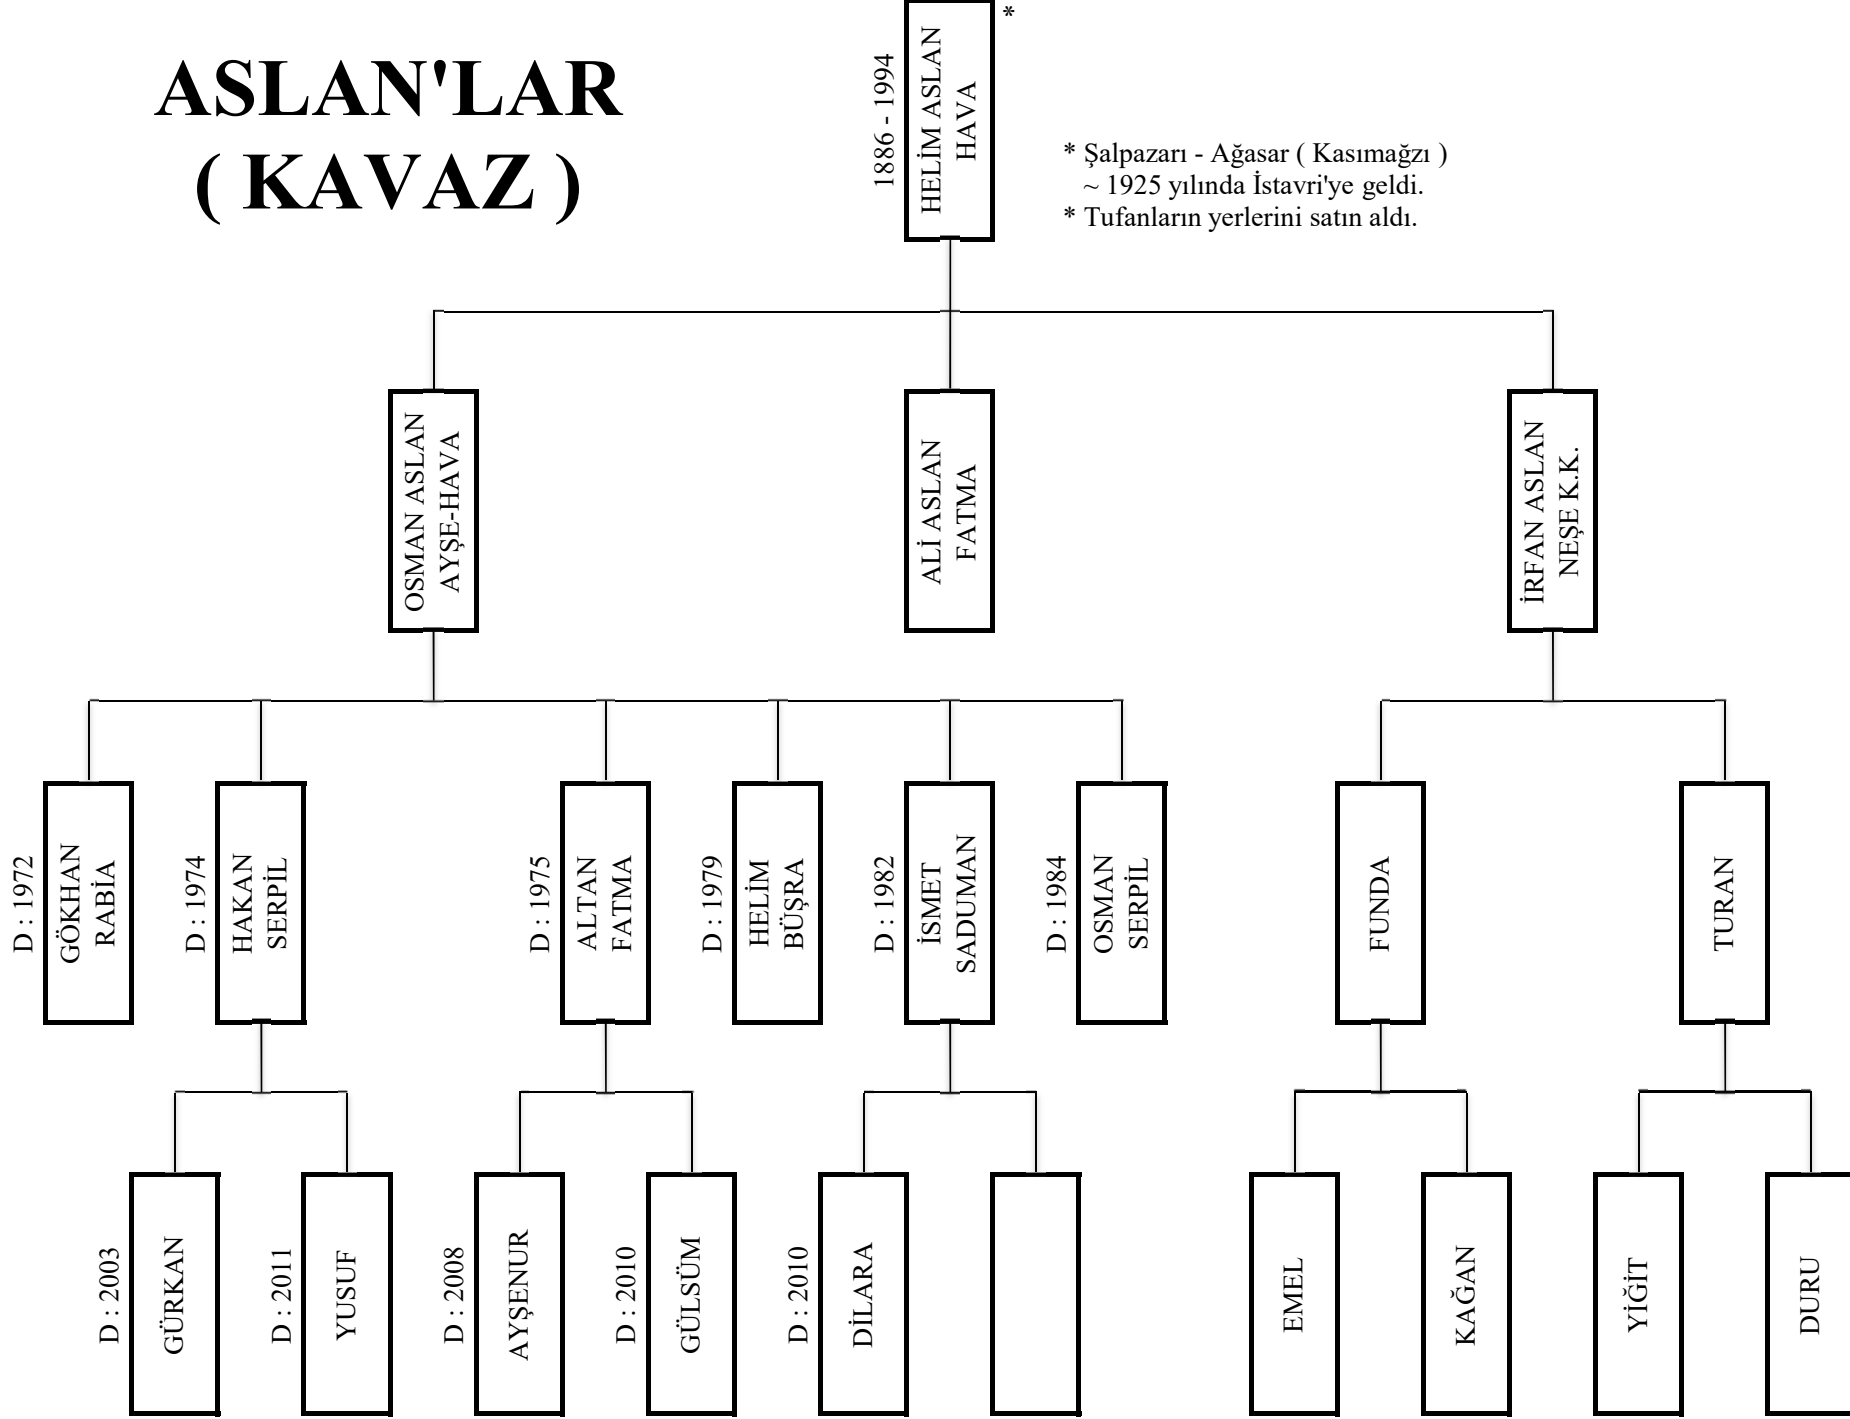 ASLAN'LAR
( KAVAZ )
1886 - 1994
HELİM ASLAN
HAVA
*
* Şalpazarı - Ağasar ( Kasımağzı )
~ 1925 yılında İstavri'ye geldi.
* Tufanların yerlerini satın aldı.
OSMAN ASLAN
AYŞE-HAVA
ALİ ASLAN
FATMA
İRFAN ASLAN
NEŞE K.K.
D : 1972
GÖKHAN
RABİA
D : 1974
HAKAN
SERPİL
D : 1975
ALTAN
FATMA
D : 1979
HELİM
BÜŞRA
D : 1982
İSMET
SADUMAN
D : 1984
OSMAN
SERPİL
FUNDA
TURAN
D : 2003
GÜRKAN
D : 2011
YUSUF
D : 2008
AYŞENUR
D : 2010
GÜLSÜM
D : 2010
DİLARA
EMEL
KAĞAN
YİĞİT
DURU